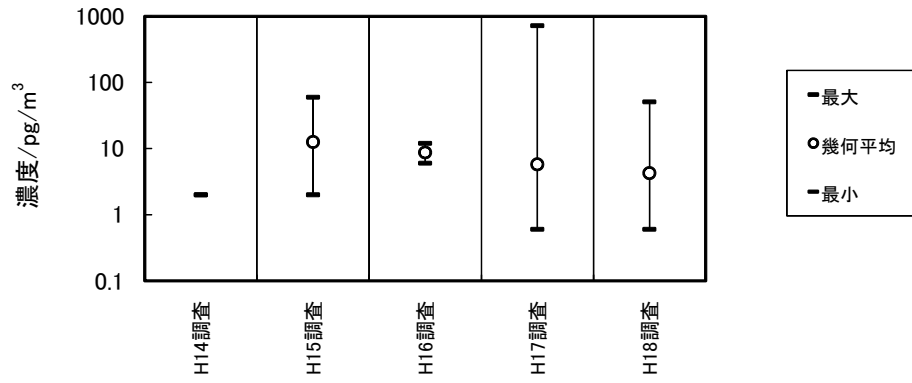 1000
100
10
1
0.1
濃度/pg/m³
H14調査
H15調査
H16調査
H17調査
H18調査
最大
幾何平均
最小